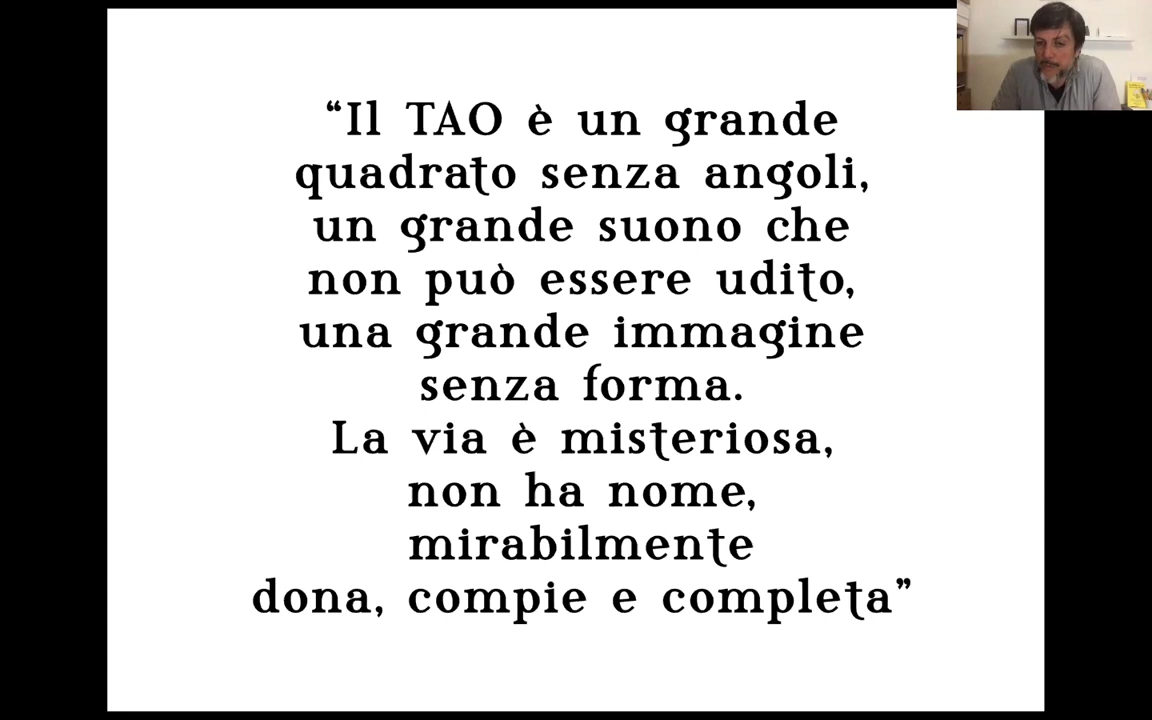 “Il TAO è un grande
quadrato senza angoli,
un grande suono che
non può essere udito,
una grande immagine
senza forma.
La via è misteriosa,
non ha nome,
mirabilmente
dona, compie e completa”